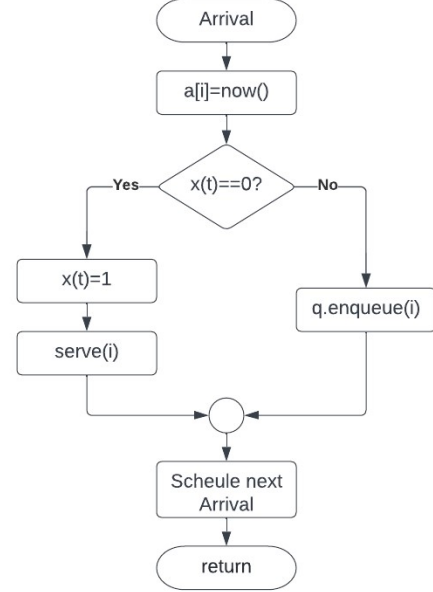 Arrival
a[i]=now()
x(t)==0?
Yes
No
x(t)=1
q.enqueue(i)
serve(i)
Scheule next
Arrival
return